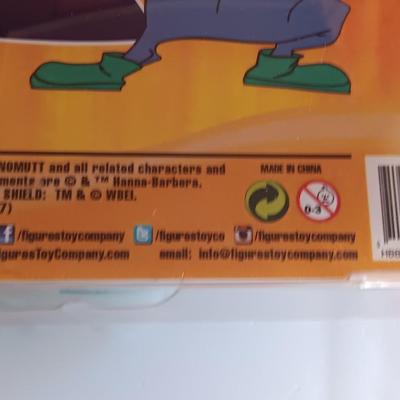 NOMUTT and all related characters and
ments are © & ™ Hanna-Barbera.
SHIELD: TM & © WBEI.
7)
MADE IN CHINA
0-3
/figurestoycompany /figurestoyco /figurestoycompany
figuresToyCompany.com email: info@figurestoycompany.com